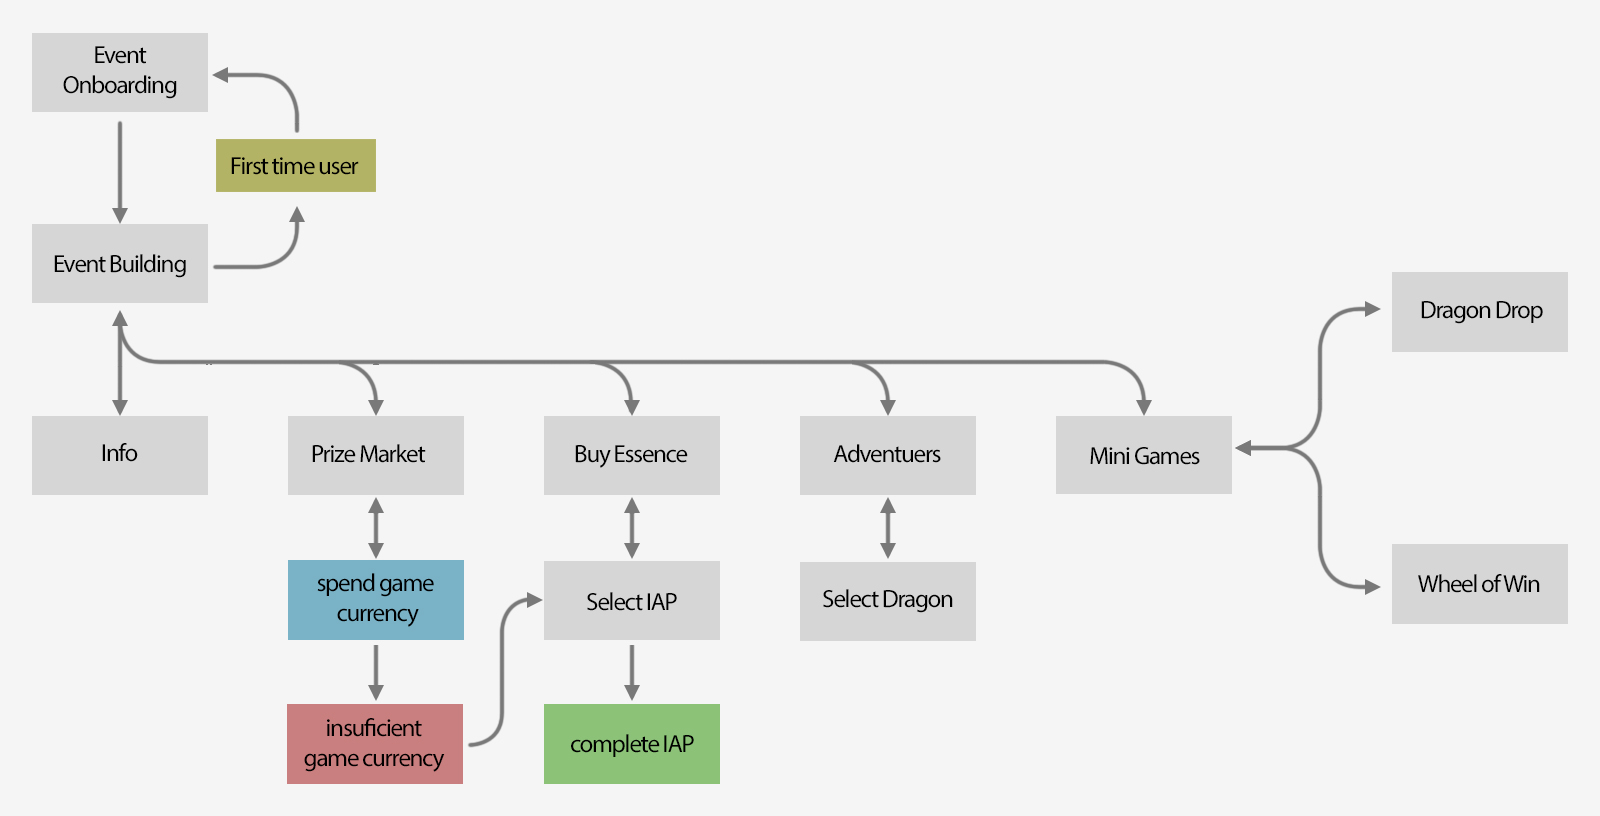 Event
Onboarding
First time user
Event Building
Dragon Drop
Info
Prize Market
Buy Essence
Adventuers
Mini Games
spend game
currency
Select IAP
Select Dragon
Wheel of Win
insuficient
game currency
complete IAP